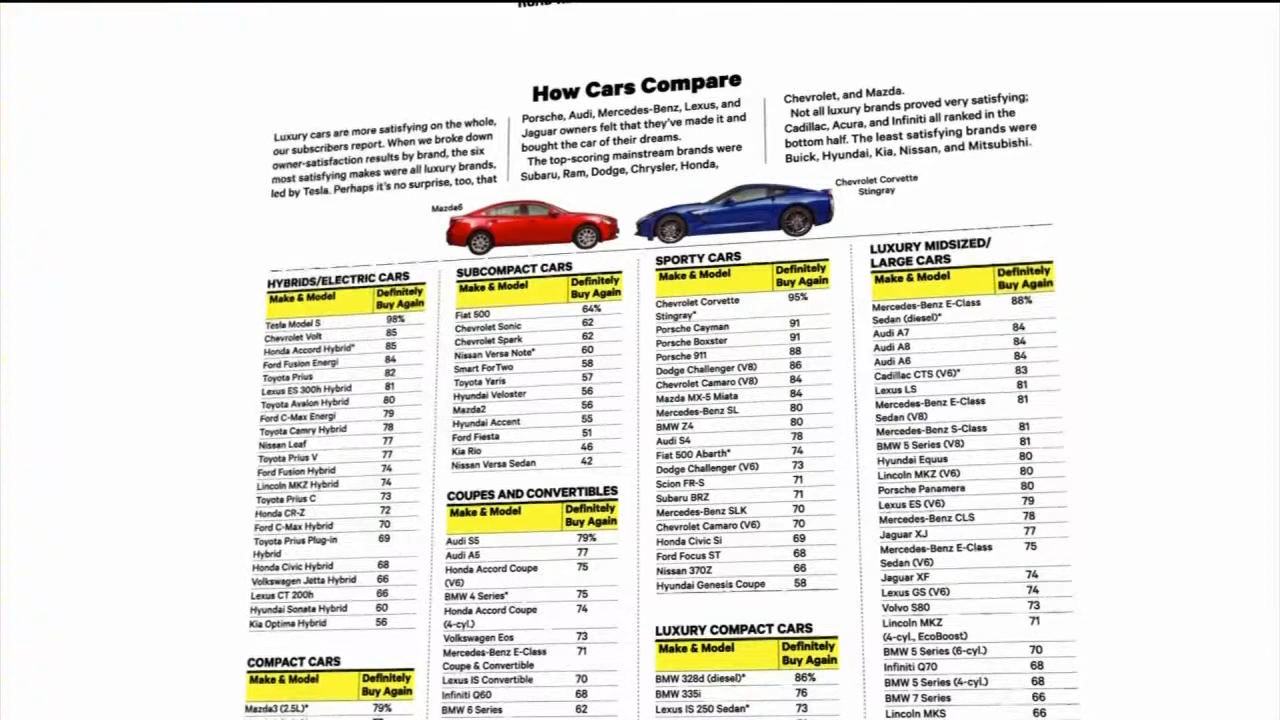 How Cars Compare
Luxury cars are more satisfying on the whole,
our subscribers report. When we broke down
owner-satisfaction results by brand, the six
most satisfying makes were all luxury brands,
led by Tesla. Perhaps it's no surprise, too, that
Porsche, Audi, Mercedes-Benz, Lexus, and
Jaguar owners felt that they've made it and
bought the car of their dreams.
The top-scoring mainstream brands were
Subaru, Ram, Dodge, Chrysler, Honda,
Chevrolet, and Mazda.
Not all luxury brands proved very satisfying;
Cadillac, Acura, and Infiniti all ranked in the
bottom half. The least satisfying brands were
Buick, Hyundai, Kia, Nissan, and Mitsubishi.
Mazda6
Chevrolet Corvette
Stingray
HYBRIDS/ELECTRIC CARS
Make & Model Definitely
Buy Again
Tesla Model S 98%
Chevrolet Volt 85
Honda Accord Hybrid* 85
Ford Fusion Energi 84
Toyota Prius 82
Lexus ES 300h Hybrid 81
Toyota Avalon Hybrid 80
Ford C-Max Energi 79
Toyota Camry Hybrid 78
Nissan Leaf 77
Toyota Prius V 77
Ford Fusion Hybrid 74
Lincoln MKZ Hybrid 74
Toyota Prius C 73
Honda CR-Z 72
Ford C-Max Hybrid 70
Toyota Prius Plug-in 69
Hybrid
Honda Civic Hybrid 68
Volkswagen Jetta Hybrid 66
Lexus CT 200h 66
Hyundai Sonata Hybrid 60
Kia Optima Hybrid 56
COMPACT CARS
Make & Model Definitely
Buy Again
Mazda3 (2.5L)* 79%
SUBCOMPACT CARS
Make & Model Definitely
Buy Again
Fiat 500 64%
Chevrolet Sonic 62
Chevrolet Spark 62
Nissan Versa Note* 60
Smart ForTwo 58
Toyota Yaris 57
Hyundai Veloster 56
Mazda2 56
Hyundai Accent 55
Ford Fiesta 51
Kia Rio 46
Nissan Versa Sedan 42
COUPES AND CONVERTIBLES
Make & Model Definitely
Buy Again
Audi S5 79%
Audi A5 77
Honda Accord Coupe 75
(V6)
BMW 4 Series* 75
Honda Accord Coupe 74
(4-cyl.)
Volkswagen Eos 73
Mercedes-Benz E-Class 71
Coupe & Convertible
Lexus IS Convertible 70
Infiniti Q60 68
BMW 6 Series 62
SPORTY CARS
Make & Model Definitely
Buy Again
Chevrolet Corvette 95%
Stingray*
Porsche Cayman 91
Porsche Boxster 91
Porsche 911 88
Dodge Challenger (V8) 86
Chevrolet Camaro (V8) 84
Mazda MX-5 Miata 84
Mercedes-Benz SL 80
BMW Z4 80
Audi S4 78
Fiat 500 Abarth* 74
Dodge Challenger (V6) 73
Scion FR-S 71
Subaru BRZ 71
Mercedes-Benz SLK 70
Chevrolet Camaro (V6) 70
Honda Civic Si 69
Ford Focus ST 68
Nissan 370Z 66
Hyundai Genesis Coupe 58
LUXURY COMPACT CARS
Make & Model Definitely
Buy Again
BMW 328d (diesel)* 86%
BMW 335i 76
Lexus IS 250 Sedan* 73
LUXURY MIDSIZED/
LARGE CARS
Make & Model Definitely
Buy Again
Mercedes-Benz E-Class 88%
Sedan (diesel)*
Audi A7 84
Audi A8 84
Audi A6 84
Cadillac CTS (V6)* 83
Lexus LS 81
Mercedes-Benz E-Class 81
Sedan (V8)
Mercedes-Benz S-Class 81
BMW 5 Series (V8) 81
Hyundai Equus 80
Lincoln MKZ (V6) 80
Porsche Panamera 80
Lexus ES (V6) 79
Mercedes-Benz CLS 78
Jaguar XJ 77
Mercedes-Benz E-Class 75
Sedan (V6)
Jaguar XF 74
Lexus GS (V6) 74
Volvo S80 73
Lincoln MKZ 71
(4-cyl., EcoBoost)
BMW 5 Series (6-cyl.) 70
Infiniti Q70 68
BMW 5 Series (4-cyl.) 68
BMW 7 Series 66
Lincoln MKS 66